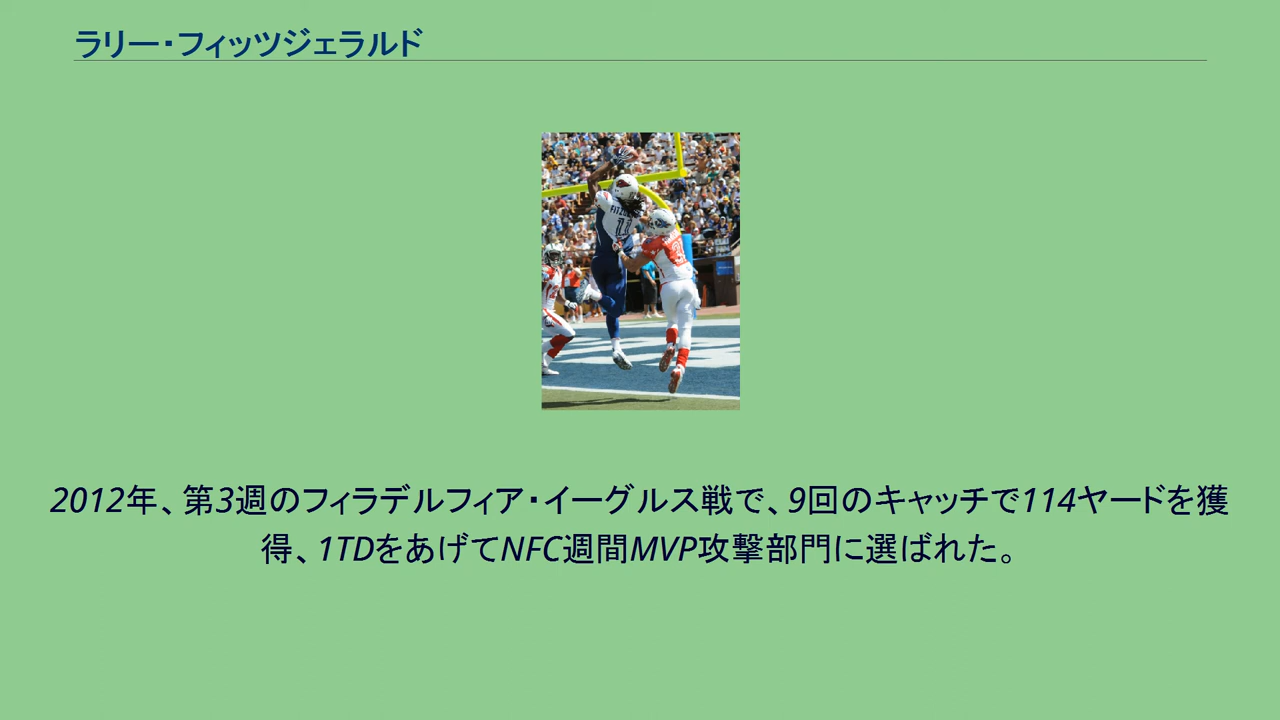 ラリー・フィッツジェラルド
2012年、第3週のフィラデルフィア・イーグルス戦で、9回のキャッチで114ヤードを獲
得、1TDをあげてNFC週間MVP攻撃部門に選ばれた。